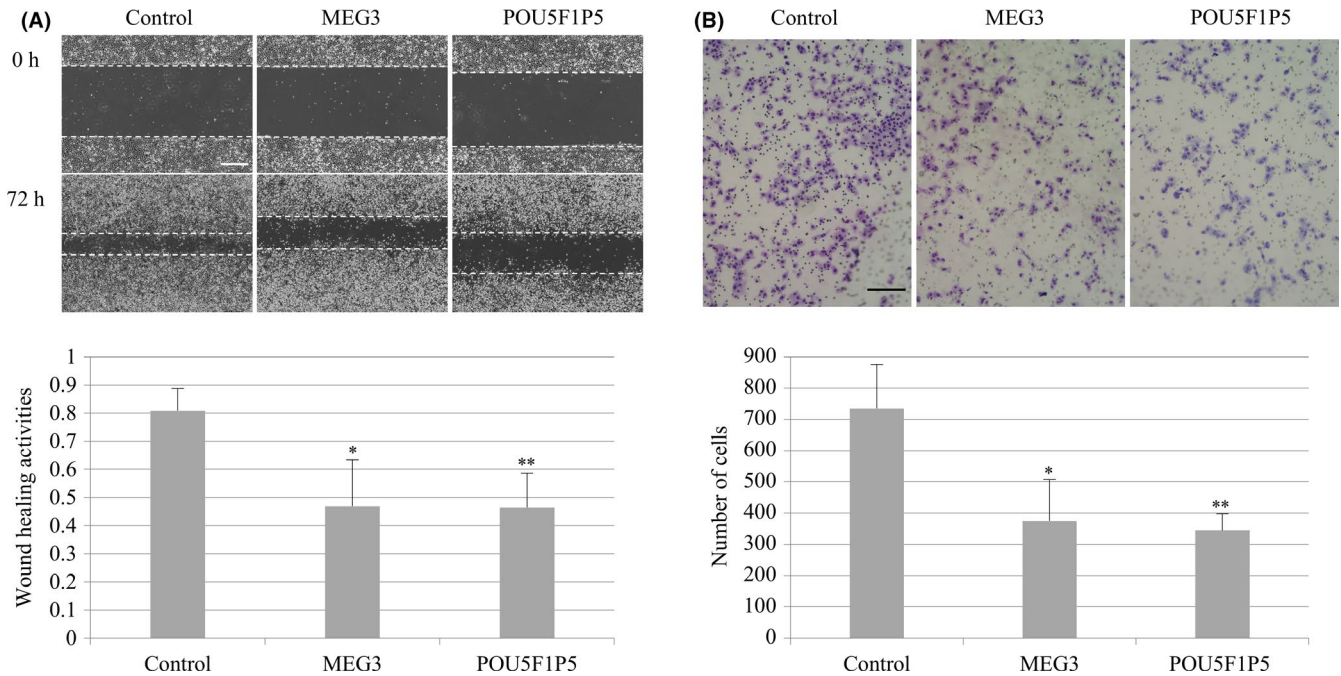 (A)
Control MEG3 POU5F1P5
0 h
72 h
Wound healing activities
1
0.9
0.8
0.7
0.6
0.5
0.4
0.3
0.2
0.1
0
*
**
Control MEG3 POU5F1P5
(B)
Control MEG3 POU5F1P5
Number of cells
900
800
700
600
500
400
300
200
100
0
*
**
Control MEG3 POU5F1P5